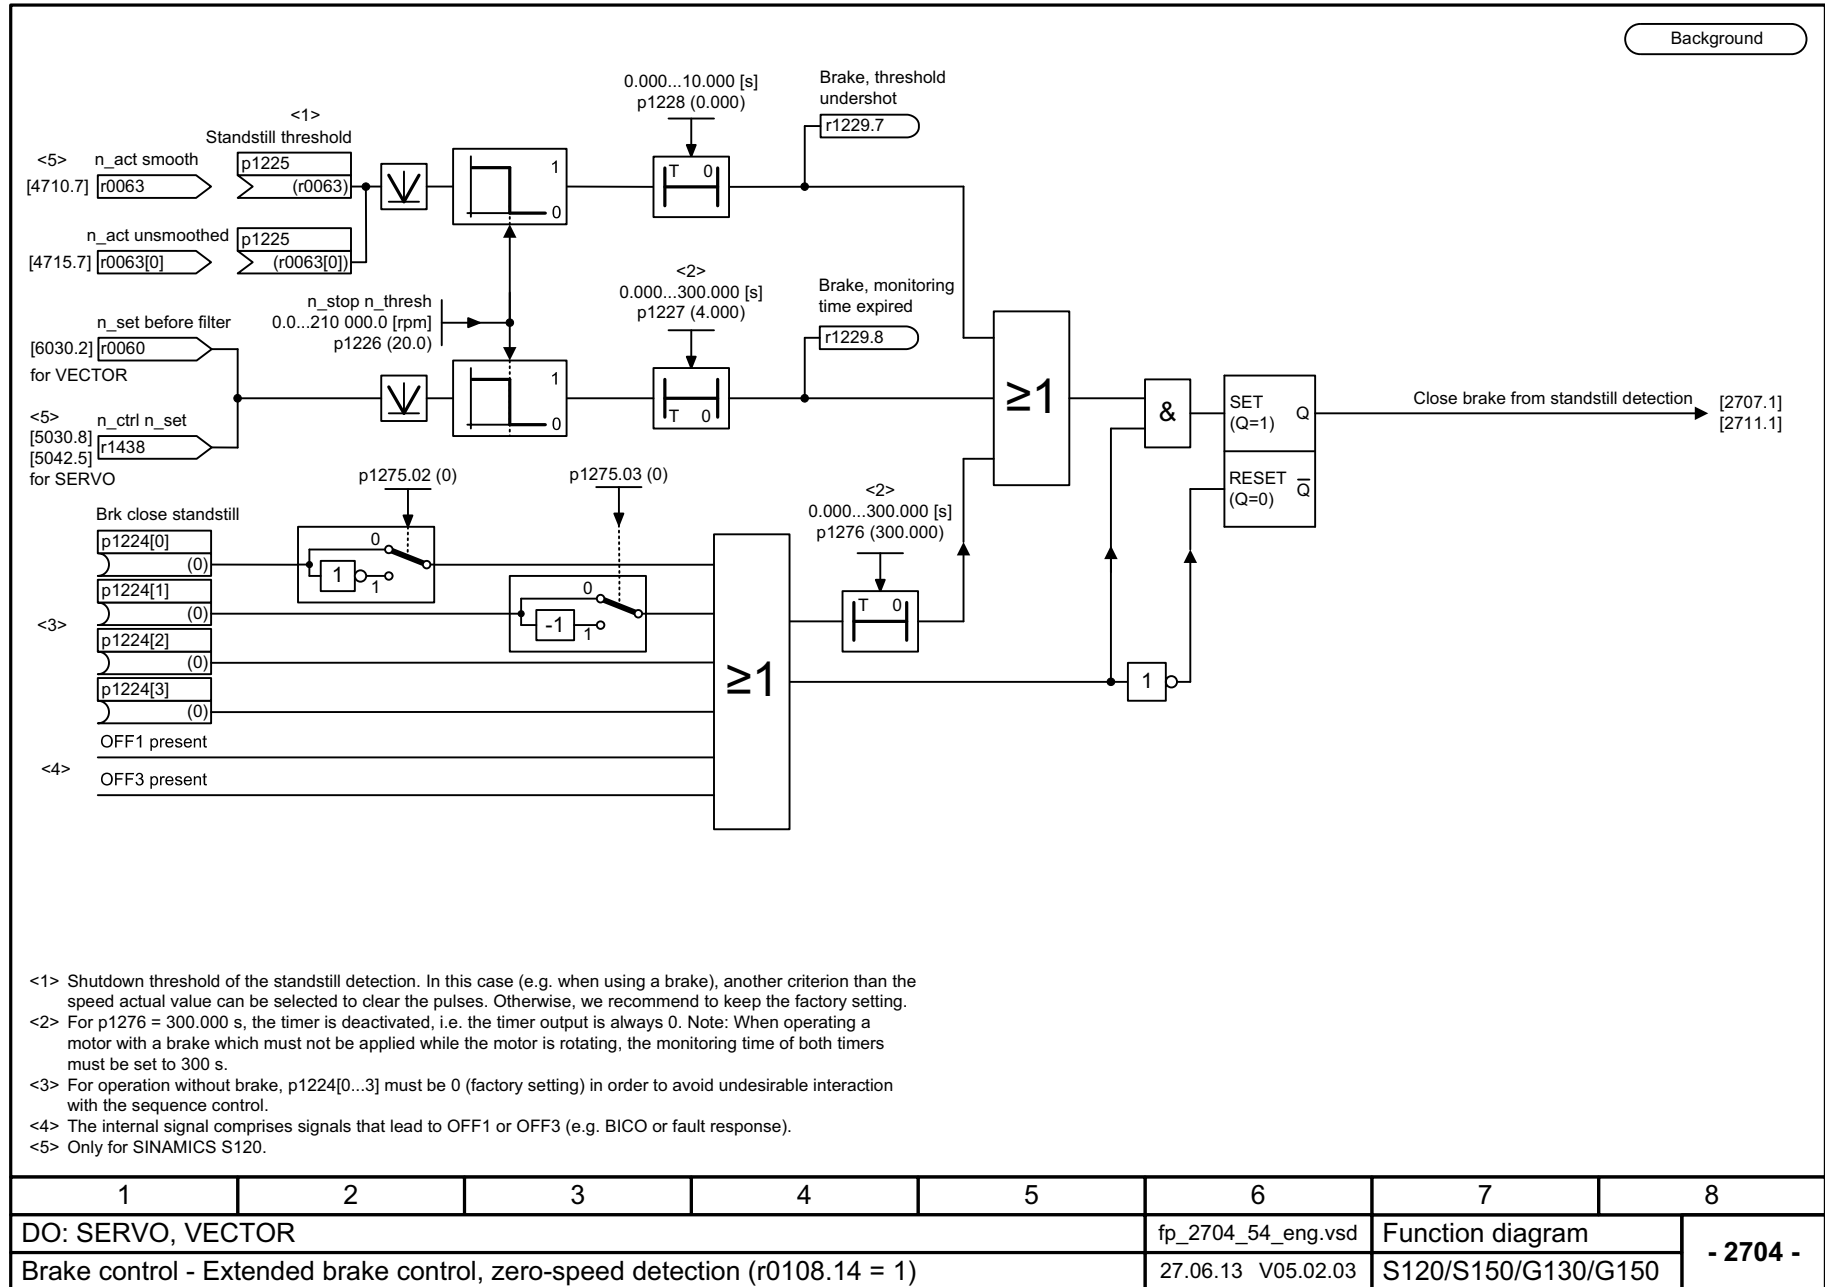 Background
0.000...10.000 [s]
p1228 (0.000)
Brake, threshold
undershot
r1229.7
<1>
Standstill threshold
<5> n_act smooth
p1225
[4710.7] r0063
(r0063)
1
0
T 0
n_act unsmoothed
p1225
[4715.7] r0063[0]
(r0063[0])
n_stop n_thresh
0.0...210 000.0 [rpm]
p1226 (20.0)
<2>
0.000...300.000 [s]
p1227 (4.000)
Brake, monitoring
time expired
r1229.8
n_set before filter
[6030.2] r0060
for VECTOR
<5>
[5030.8]
[5042.5]
n_ctrl n_set
r1438
for SERVO
1
0
T 0
≥1
&
SET
(Q=1)
Q
RESET
(Q=0)
Q̅
Close brake from standstill detection
[2707.1]
[2711.1]
p1275.02 (0)
p1275.03 (0)
<2>
0.000...300.000 [s]
p1276 (300.000)
T 0
Brk close standstill
p1224[0]
(0)
0
1
1
p1224[1]
(0)
0
-1
1
<3>
p1224[2]
(0)
p1224[3]
(0)
≥1
1
OFF1 present
<4>
OFF3 present
<1> Shutdown threshold of the standstill detection. In this case (e.g. when using a brake), another criterion than the
speed actual value can be selected to clear the pulses. Otherwise, we recommend to keep the factory setting.
<2> For p1276 = 300.000 s, the timer is deactivated, i.e. the timer output is always 0. Note: When operating a
motor with a brake which must not be applied while the motor is rotating, the monitoring time of both timers
must be set to 300 s.
<3> For operation without brake, p1224[0...3] must be 0 (factory setting) in order to avoid undesirable interaction
with the sequence control.
<4> The internal signal comprises signals that lead to OFF1 or OFF3 (e.g. BICO or fault response).
<5> Only for SINAMICS S120.
1 2 3 4 5 6 7 8
DO: SERVO, VECTOR
fp_2704_54_eng.vsd
Function diagram
- 2704 -
Brake control - Extended brake control, zero-speed detection (r0108.14 = 1)
27.06.13 V05.02.03
S120/S150/G130/G150